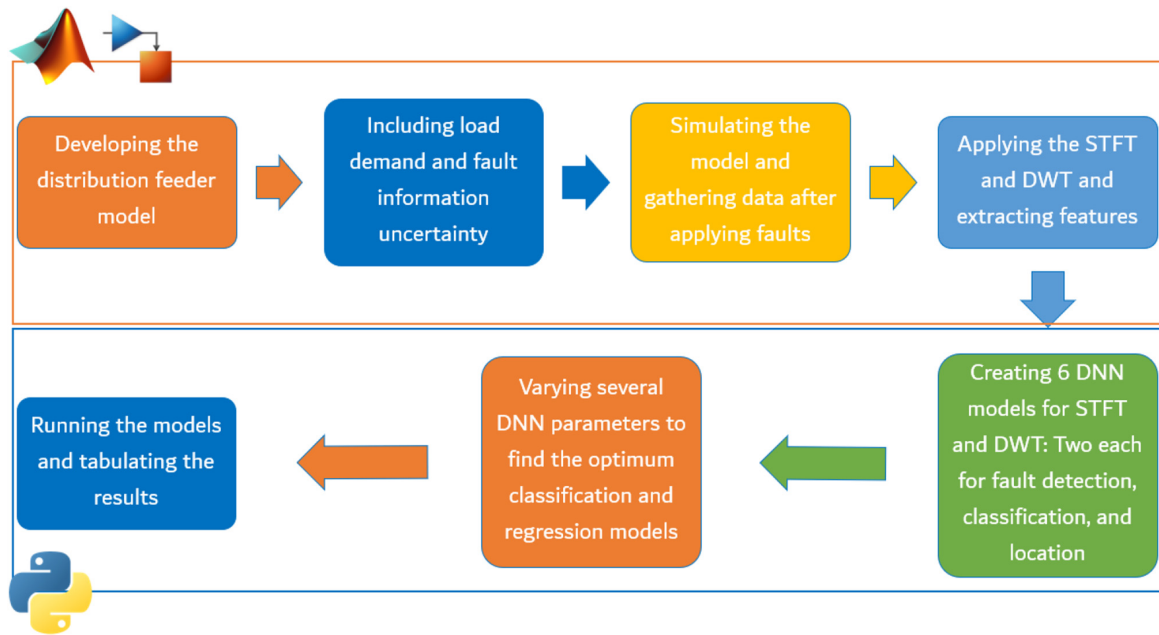 Developing the
distribution feeder
model
Including load
demand and fault
information
uncertainty
Simulating the
model and
gathering data after
applying faults
Applying the STFT
and DWT and
extracting features
Creating 6 DNN
models for STFT
and DWT: Two each
for fault detection,
classification, and
location
Varying several
DNN parameters to
find the optimum
classification and
regression models
Running the models
and tabulating the
results